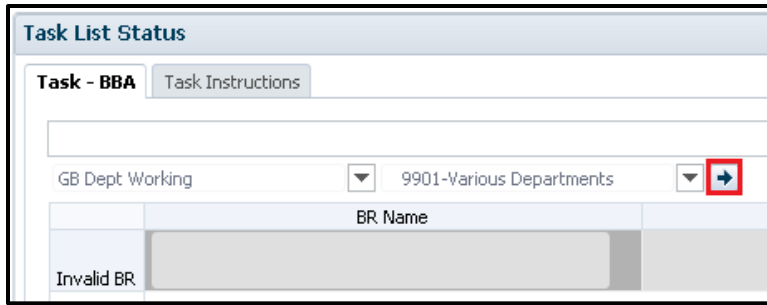 Task List Status
Task - BBA Task Instructions
GB Dept Working 9901-Various Departments
BR Name
Invalid BR